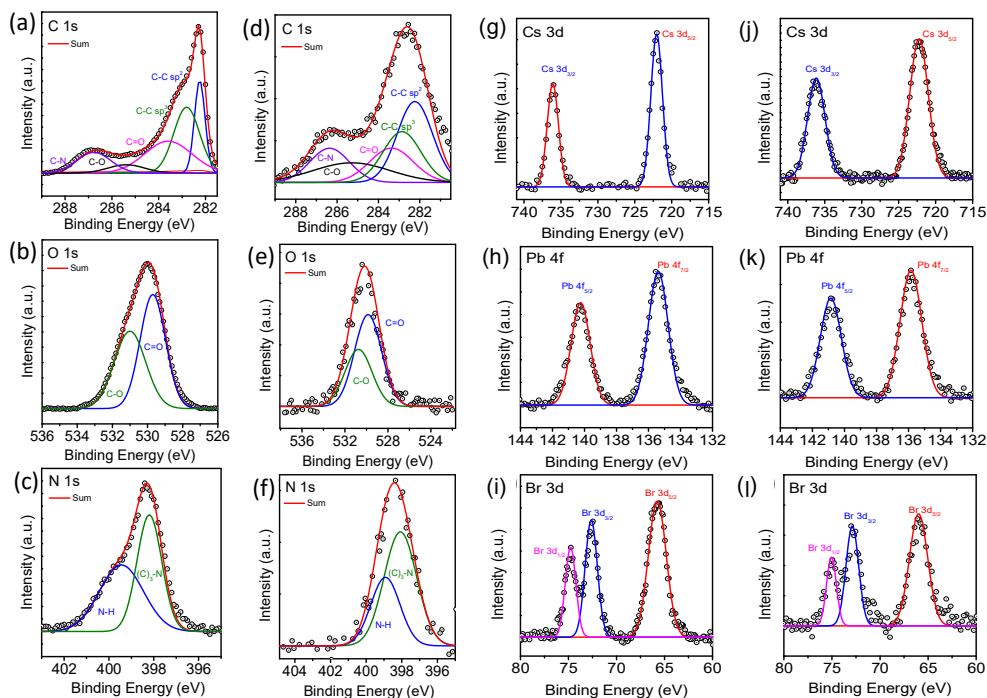 (a)
C 1s
Sum
C-C sp²
C-C sp³
C=O
C-O
C-N
Intensity (a.u.)
288 286 284 282
Binding Energy (eV)
(d)
C 1s
Sum
C-C sp²
C-C sp³
C=O
C-N
C-O
Intensity (a.u.)
288 286 284 282
Binding Energy (eV)
(g)
Cs 3d
Cs 3d₅/₂
Cs 3d₃/₂
Intensity (a.u.)
740 735 730 725 720 715
Binding Energy (eV)
(j)
Cs 3d
Cs 3d₅/₂
Cs 3d₃/₂
Intensity (a.u.)
740 735 730 725 720 715
Binding Energy (eV)
(b)
O 1s
Sum
C=O
C-O
Intensity (a.u.)
536 534 532 530 528 526
Binding Energy (eV)
(e)
O 1s
Sum
C=O
C-O
Intensity (a.u.)
536 532 528 524
Binding Energy (eV)
(h)
Pb 4f
Pb 4f₇/₂
Pb 4f₅/₂
Intensity (a.u.)
144 142 140 138 136 134 132
Binding Energy (eV)
(k)
Pb 4f
Pb 4f₇/₂
Pb 4f₅/₂
Intensity (a.u.)
144 142 140 138 136 134 132
Binding Energy (eV)
(c)
N 1s
Sum
(C)₃-N
N-H
Intensity (a.u.)
402 400 398 396
Binding Energy (eV)
(f)
N 1s
Sum
(C)₃-N
N-H
Intensity (a.u.)
404 402 400 398 396
Binding Energy (eV)
(i)
Br 3d
Br 3d₅/₂
Br 3d₃/₂
Br 3d₁/₂
Intensity (a.u.)
80 75 70 65 60
Binding Energy (eV)
(l)
Br 3d
Br 3d₅/₂
Br 3d₃/₂
Br 3d₁/₂
Intensity (a.u.)
80 75 70 65 60
Binding Energy (eV)